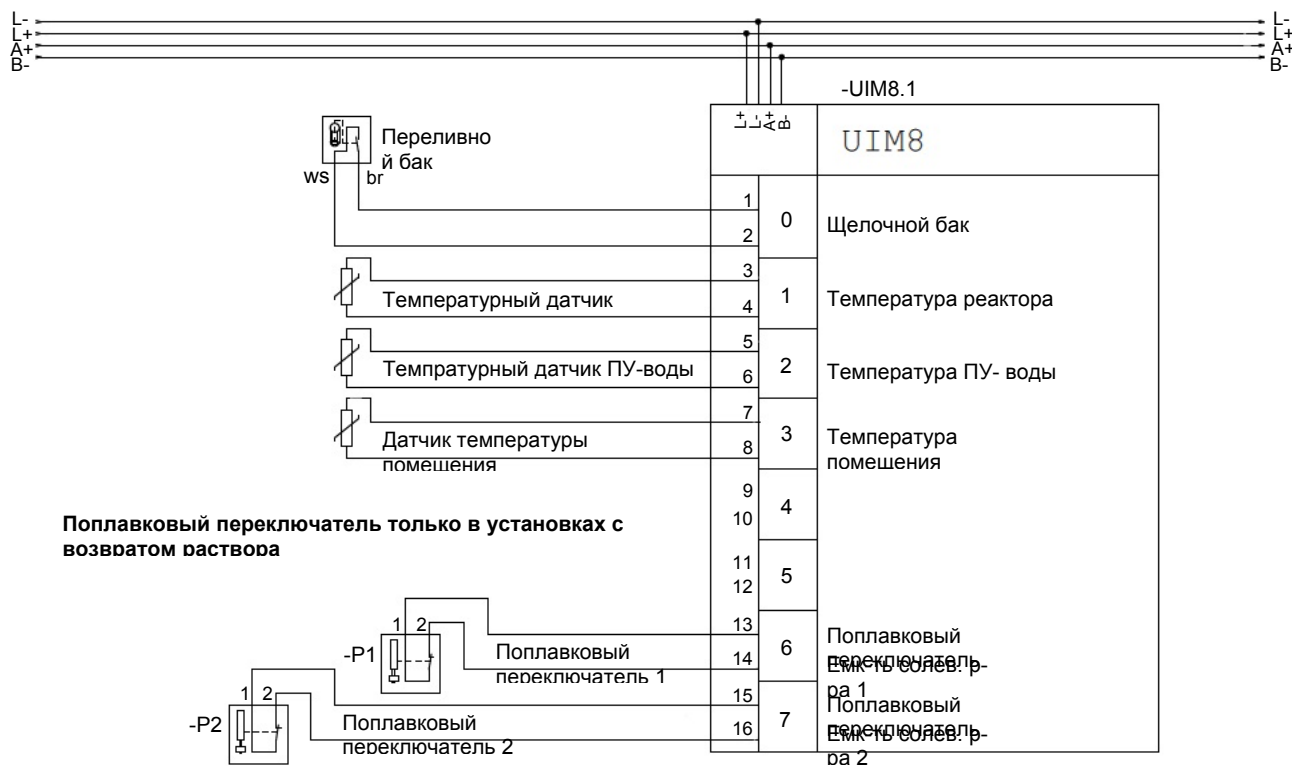 L-
L+
A+
B-
L-
L+
A+
B-
-UIM8.1
L+
L-
A+
B-
UIM8
Переливно
й бак
ws
br
1
2
0
Щелочной бак
Температурный датчик
3
4
1
Температура реактора
Темпратурный датчик ПУ-воды
5
6
2
Температура ПУ- воды
Датчик температуры
помещения
7
8
3
Температура
помещения
9
10
4
Поплавковый переключатель только в установках с
возвратом раствора
11
12
5
-P1
1
2
Поплавковый
переключатель 1
13
14
6
Поплавковый
переключатель
Емк-ть солев. р-
ра 1
-P2
1
2
Поплавковый
переключатель 2
15
16
7
Поплавковый
переключатель
Емк-ть солев. р-
ра 2